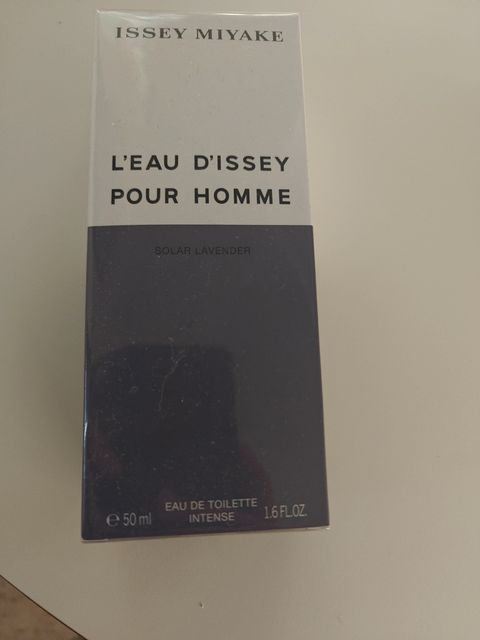 ISSEY MIYAKE
L'EAU D'ISSEY
POUR HOMME
SOLAR LAVENDER
EAU DE TOILETTE
INTENSE
℮ 50 ml
1.6 FL.OZ.